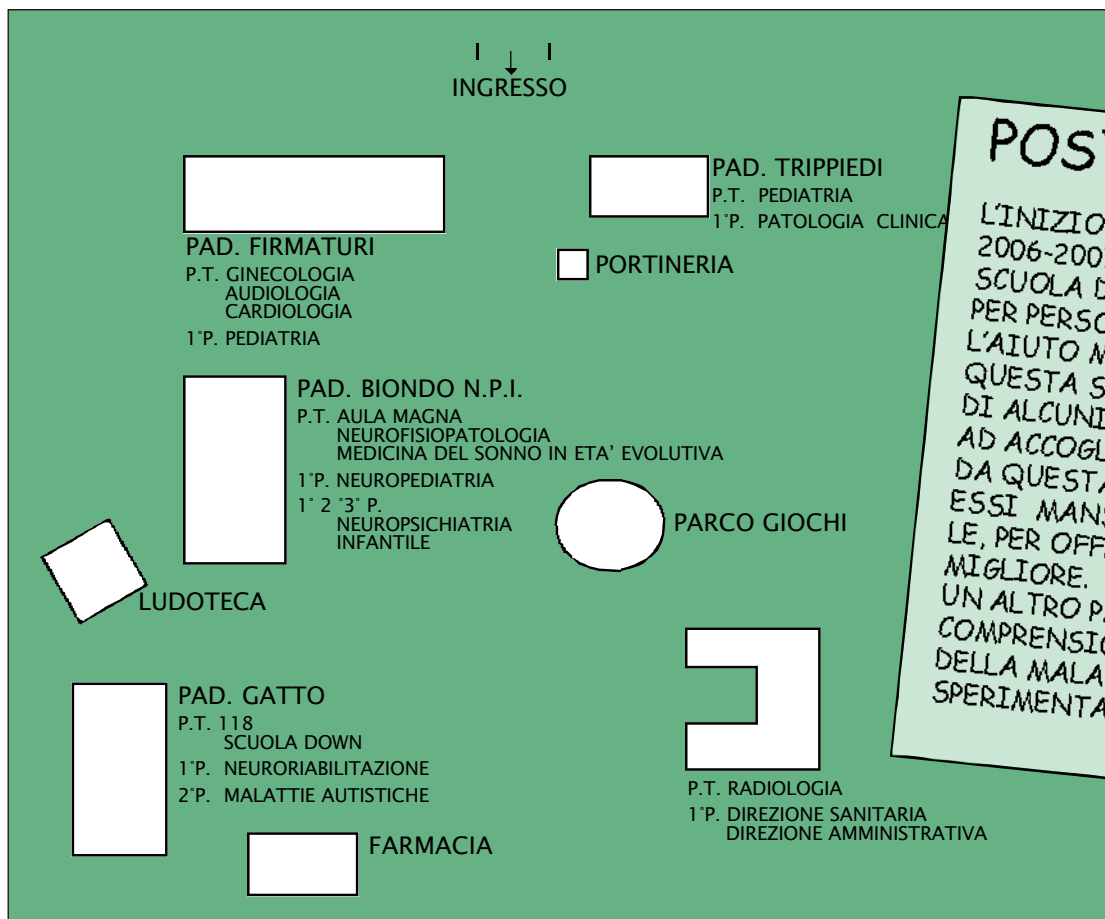 INGRESSO
PAD. TRIPPIEDI
P.T. PEDIATRIA
1°P. PATOLOGIA CLINICA
PAD. FIRMATURI
P.T. GINECOLOGIA
AUDIOLOGIA
CARDIOLOGIA
1°P. PEDIATRIA
PORTINERIA
PAD. BIONDO N.P.I.
P.T. AULA MAGNA
NEUROFISIOPATOLOGIA
MEDICINA DEL SONNO IN ETA' EVOLUTIVA
1°P. NEUROPEDIATRIA
1° 2 °3° P.
NEUROPSICHIATRIA
INFANTILE
PARCO GIOCHI
LUDOTECA
PAD. GATTO
P.T. 118
SCUOLA DOWN
1°P. NEURORIABILITAZIONE
2°P. MALATTIE AUTISTICHE
FARMACIA
P.T. RADIOLOGIA
1°P. DIREZIONE SANITARIA
DIREZIONE AMMINISTRATIVA
POS
L'INIZIO
2006-200
SCUOLA D
PER PERSO
L'AIUTO M
QUESTA S
DI ALCUNI
AD ACCOGL
DA QUESTA
ESSI MANS
LE, PER OFF
MIGLIORE.
UN ALTRO P
COMPRENSIO
DELLA MALA
SPERIMENTA